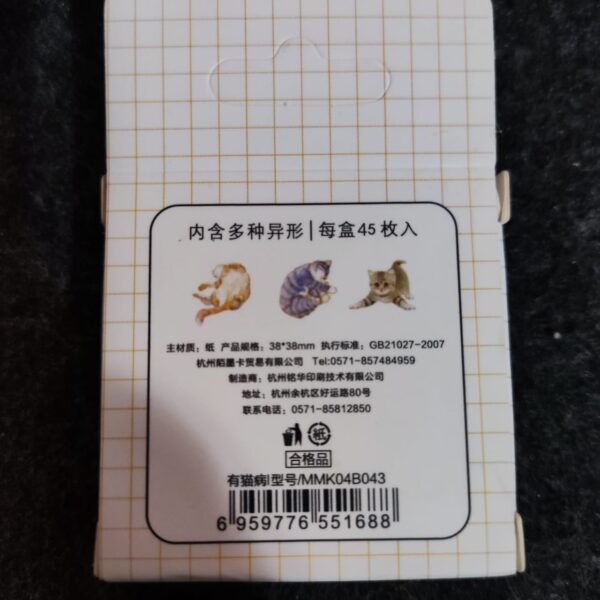 内含多种异形|每盒45枚入
主材质：纸 产品规格：38*38mm 执行标准：GB21027-2007
杭州陌墨卡贸易有限公司 Tel:0571-857484959
制造商：杭州铭华印刷技术有限公司
地址：杭州余杭区好运路80号
联系电话：0571-85812850
紙
合格品
有猫病|型号/MMK04B043
6 959776 551688